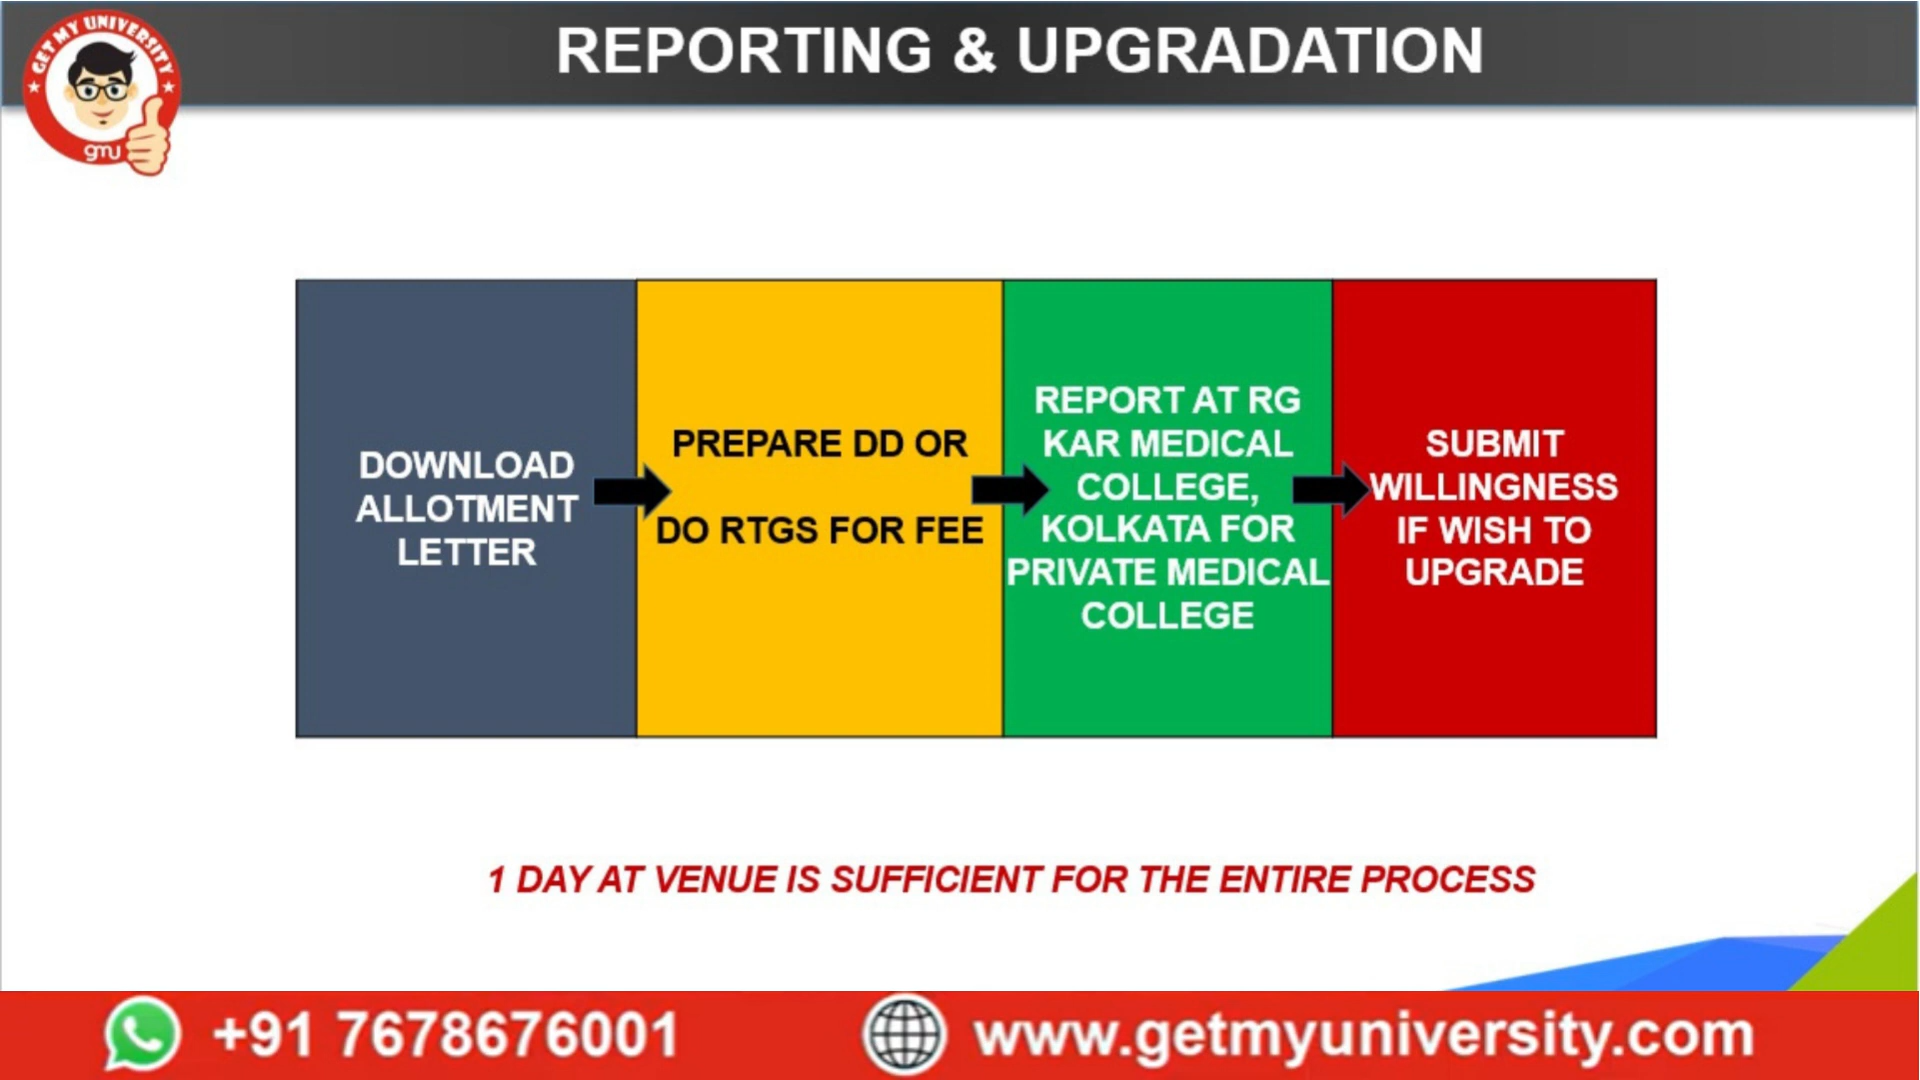 GET MY UNIVERSITY
gmu
REPORTING & UPGRADATION
DOWNLOAD
ALLOTMENT
LETTER
PREPARE DD OR
DO RTGS FOR FEE
REPORT AT RG
KAR MEDICAL
COLLEGE,
KOLKATA FOR
PRIVATE MEDICAL
COLLEGE
SUBMIT
WILLINGNESS
IF WISH TO
UPGRADE
1 DAY AT VENUE IS SUFFICIENT FOR THE ENTIRE PROCESS
+91 7678676001
www.getmyuniversity.com